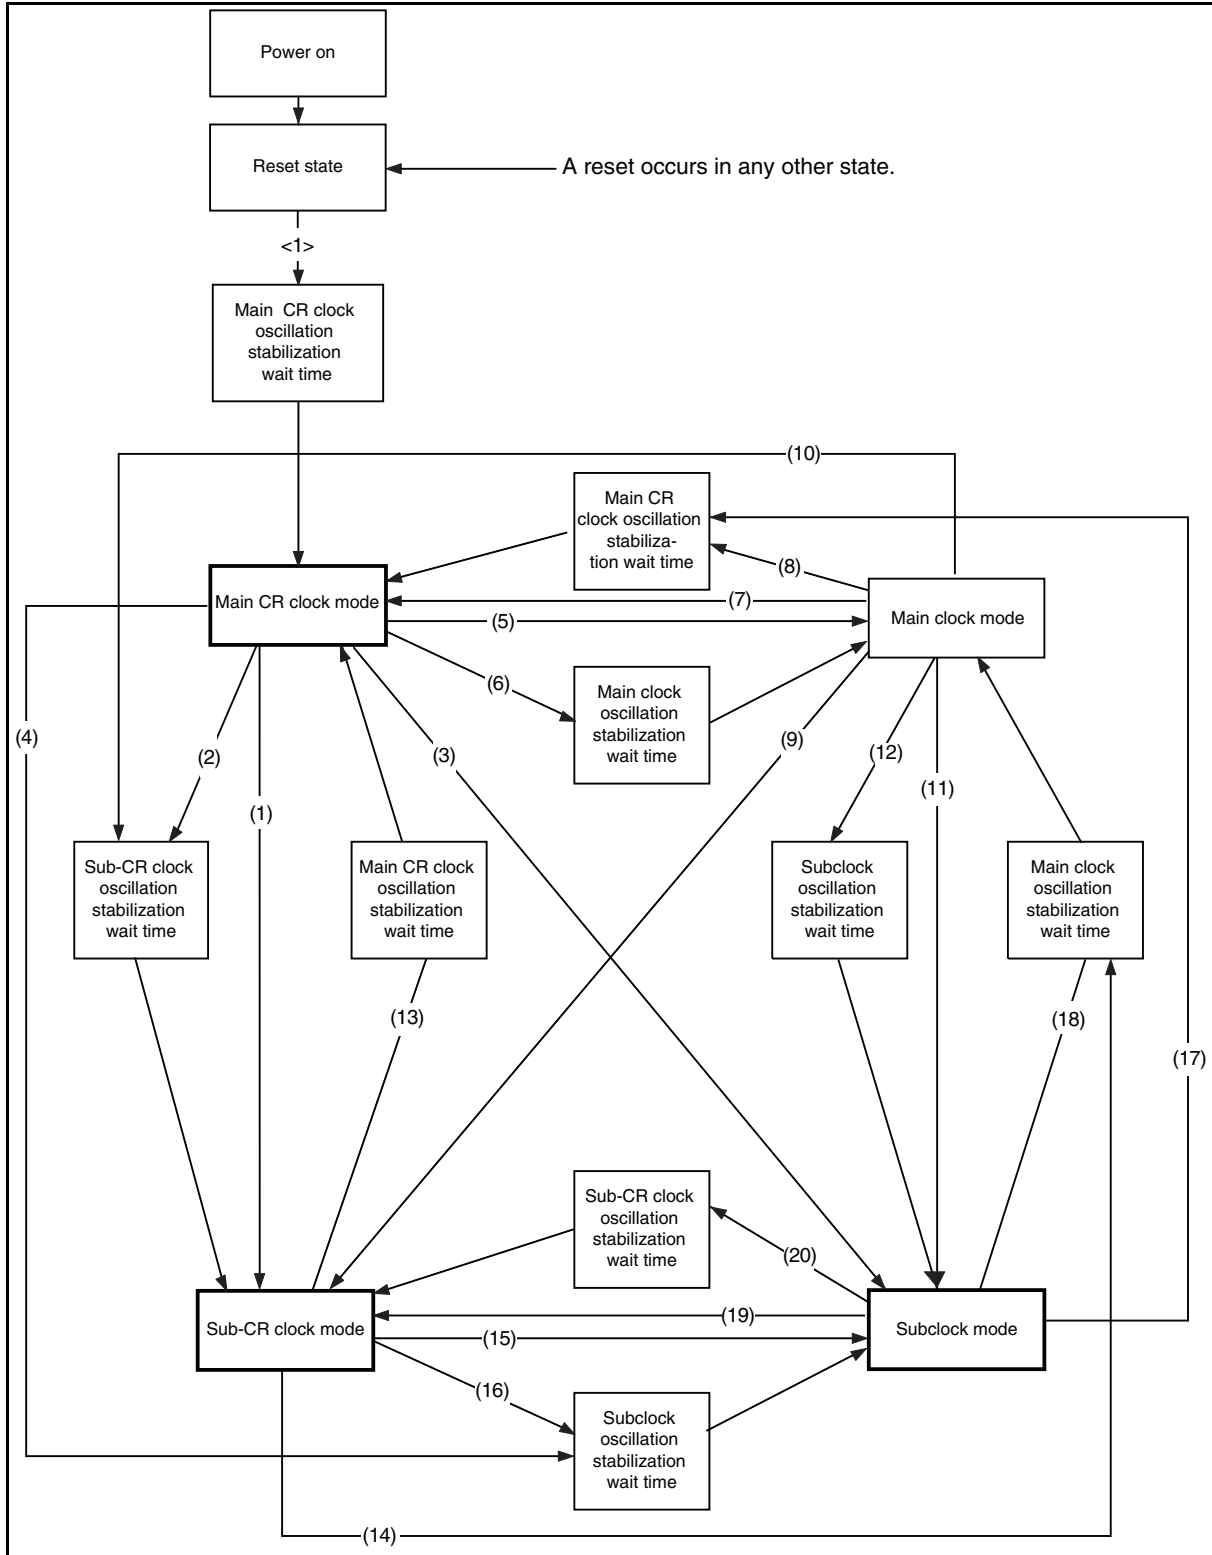 Power on
Reset state
A reset occurs in any other state.
<1>
Main CR clock
oscillation
stabilization
wait time
(10)
Main CR
clock oscillation
stabiliza-
tion wait time
(8)
Main CR clock mode
(7)
(5)
Main clock mode
(6)
Main clock
oscillation
stabilization
wait time
(4)
(2)
(1)
(3)
(9)
(12)
(11)
Sub-CR clock
oscillation
stabilization
wait time
Main CR clock
oscillation
stabilization
wait time
Subclock
oscillation
stabilization
wait time
Main clock
oscillation
stabilization
wait time
(13)
(18)
(17)
Sub-CR clock
oscillation
stabilization
wait time
(20)
Sub-CR clock mode
(19)
(15)
Subclock mode
(16)
Subclock
oscillation
stabilization
wait time
(14)